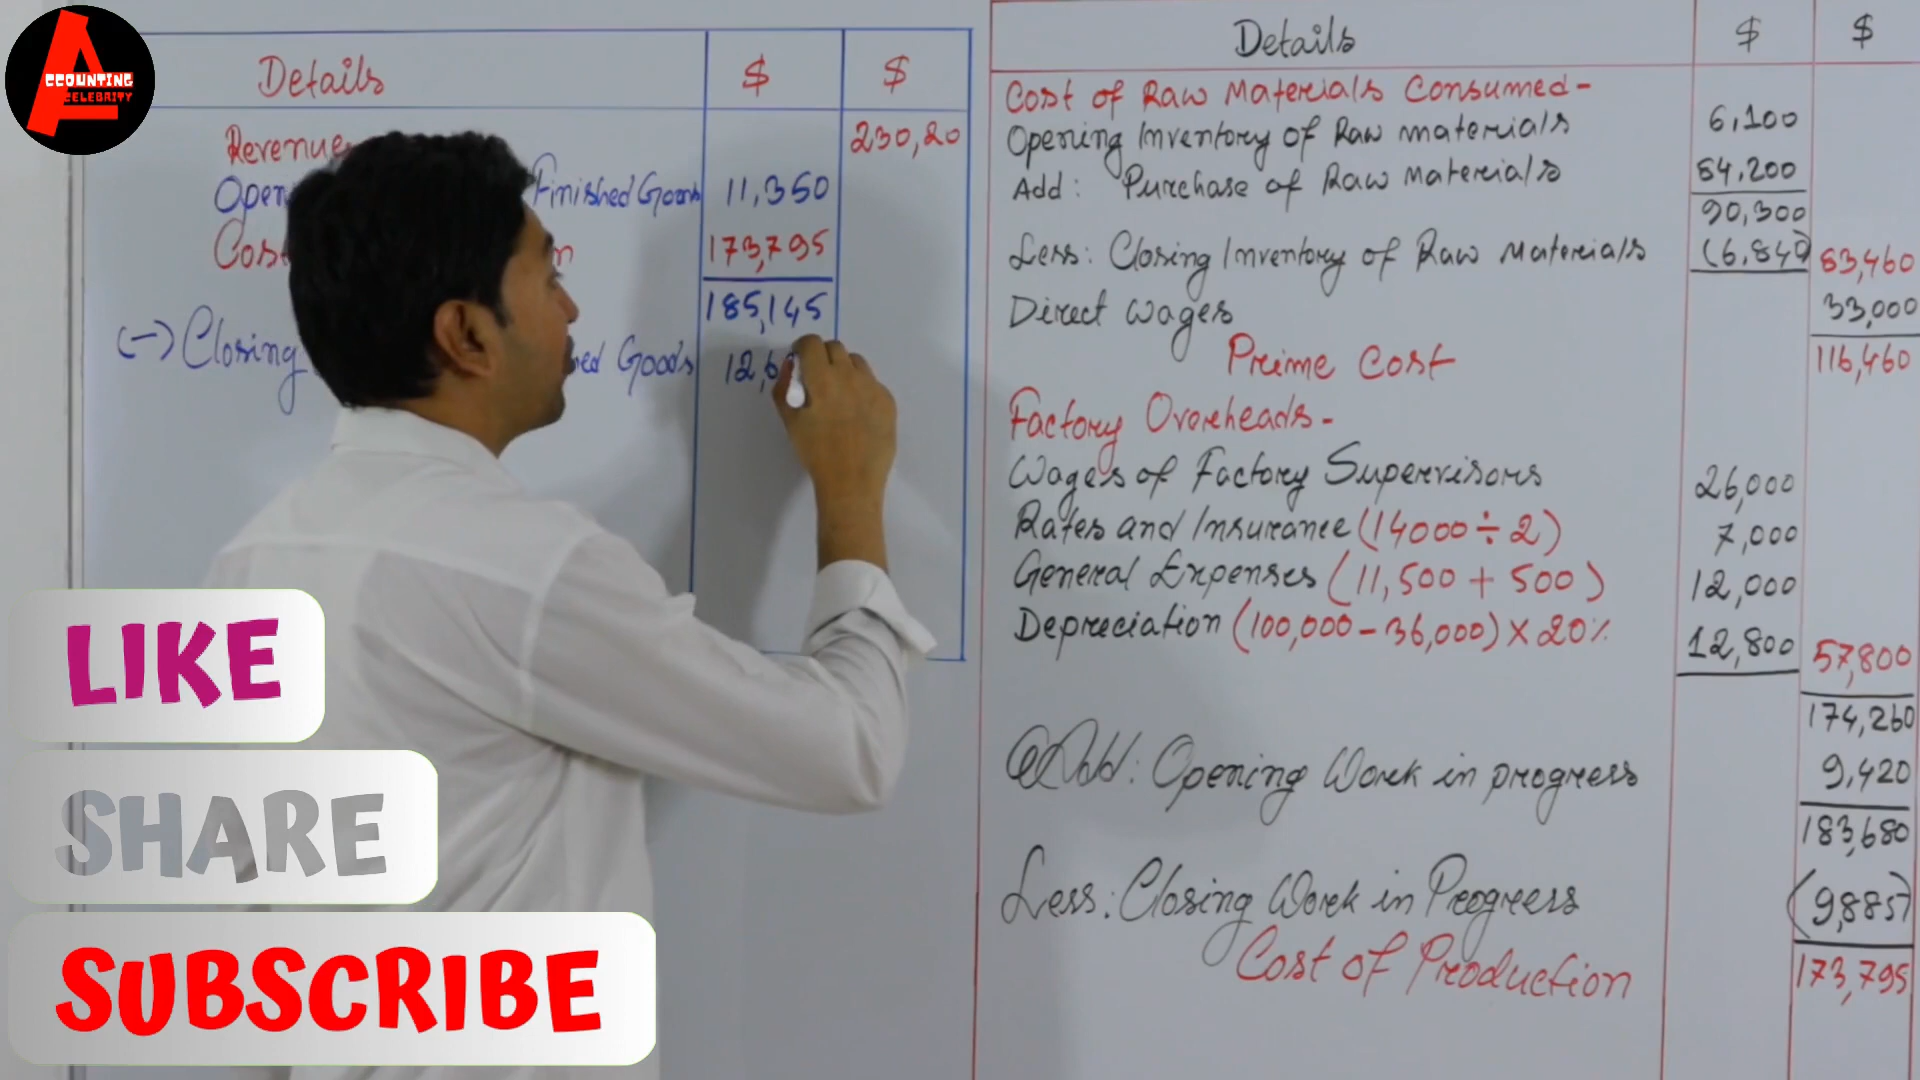 ACCOUNTING
CELEBRITY
Details $ $
Revenue 230,20
Finished Goods 11,350
173,795
185,145
(-) Closing Goods
LIKE
SHARE
SUBSCRIBE
Details $ $
Cost of Raw Materials Consumed-
Opening Inventory of Raw materials 6,100
Add: Purchase of Raw Materials 84,200
90,300
Less: Closing Inventory of Raw Materials (6,840) 83,460
Direct Wages 33,000
Prime Cost 116,460
Factory Overheads-
Wages of Factory Supervisors 26,000
Rates and Insurance (14000÷2) 7,000
General Expenses (11,500 + 500) 12,000
Depreciation (100,000-36,000) × 20% 12,800 57,800
174,260
Add: Opening Work in progress 9,420
183,680
Less: Closing Work in Progress (9,885)
Cost of Production 173,795